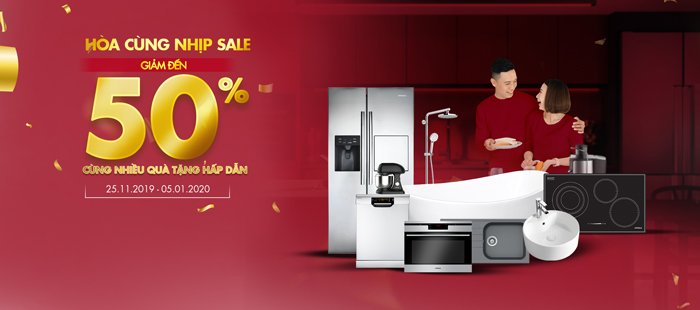 HÒA CÙNG NHỊP SALE
GIẢM ĐẾN
50%
CÙNG NHIỀU QUÀ TẶNG HẤP DẪN
25.11.2019 - 05.01.2020